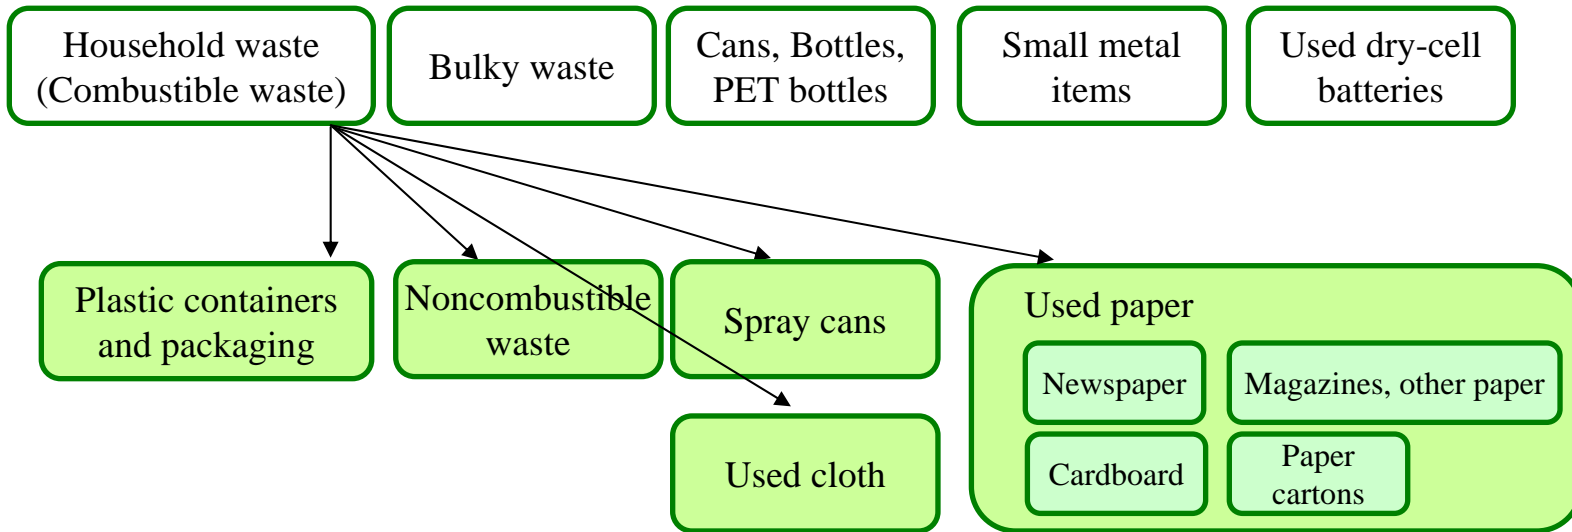 Household waste
(Combustible waste)
Bulky waste
Cans, Bottles,
PET bottles
Small metal
items
Used dry-cell
batteries
Plastic containers
and packaging
Noncombustible
waste
Spray cans
Used cloth
Used paper
Newspaper
Magazines, other paper
Cardboard
Paper
cartons